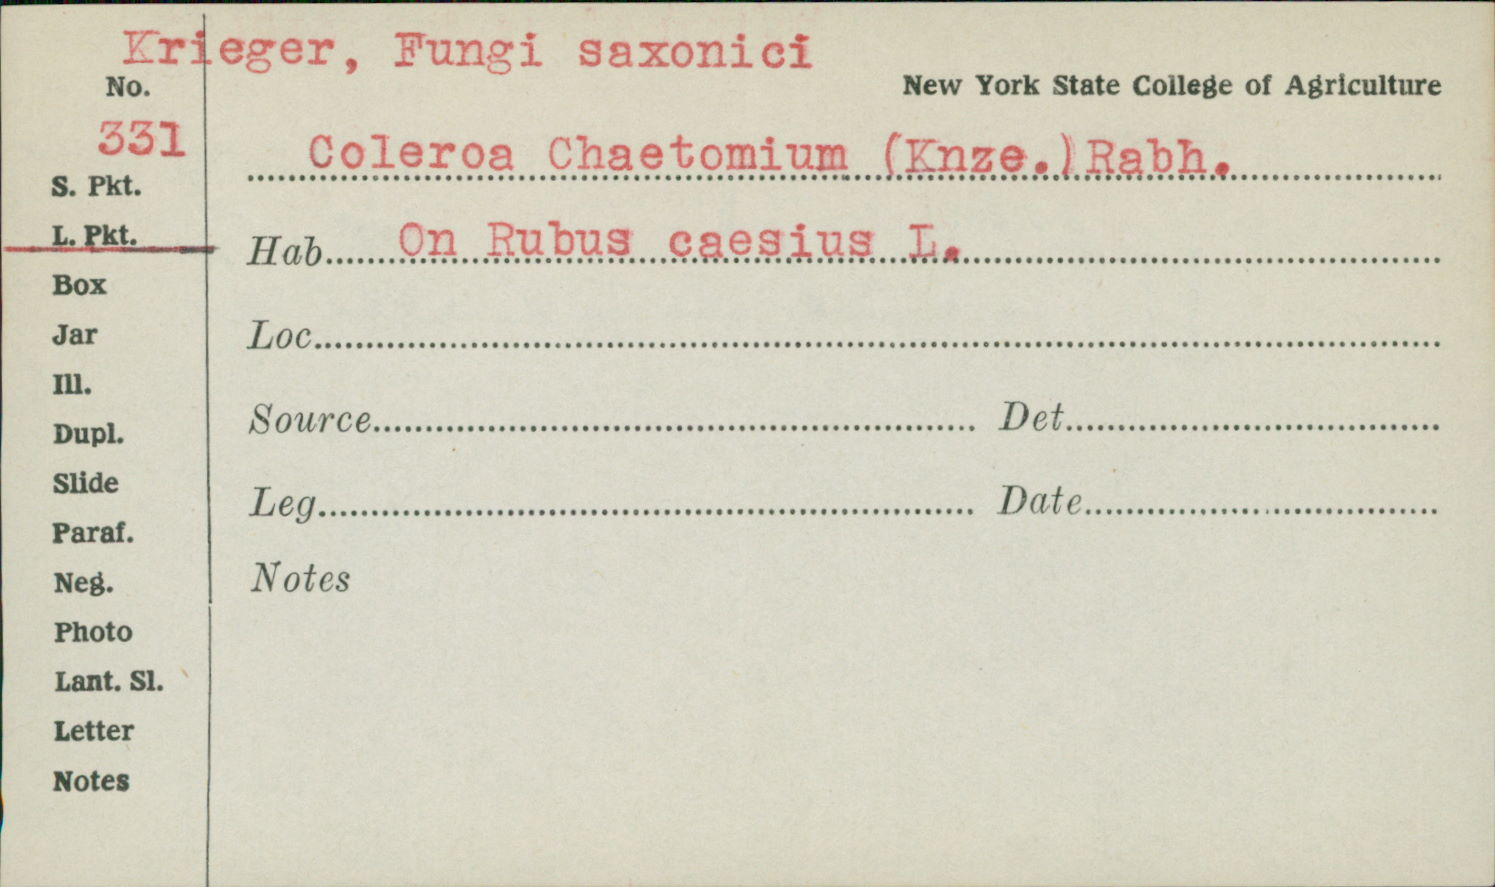 Krieger, Fungi saxonici
No.
New York State College of Agriculture
331
Coleroa Chaetomium (Knze.)Rabh.
S. Pkt.
L. Pkt.
Hab. On Rubus caesius L.
Box
Jar
Loc.
Ill.
Source Det.
Dupl.
Slide
Leg. Date
Paraf.
Neg.
Notes
Photo
Lant. Sl.
Letter
Notes